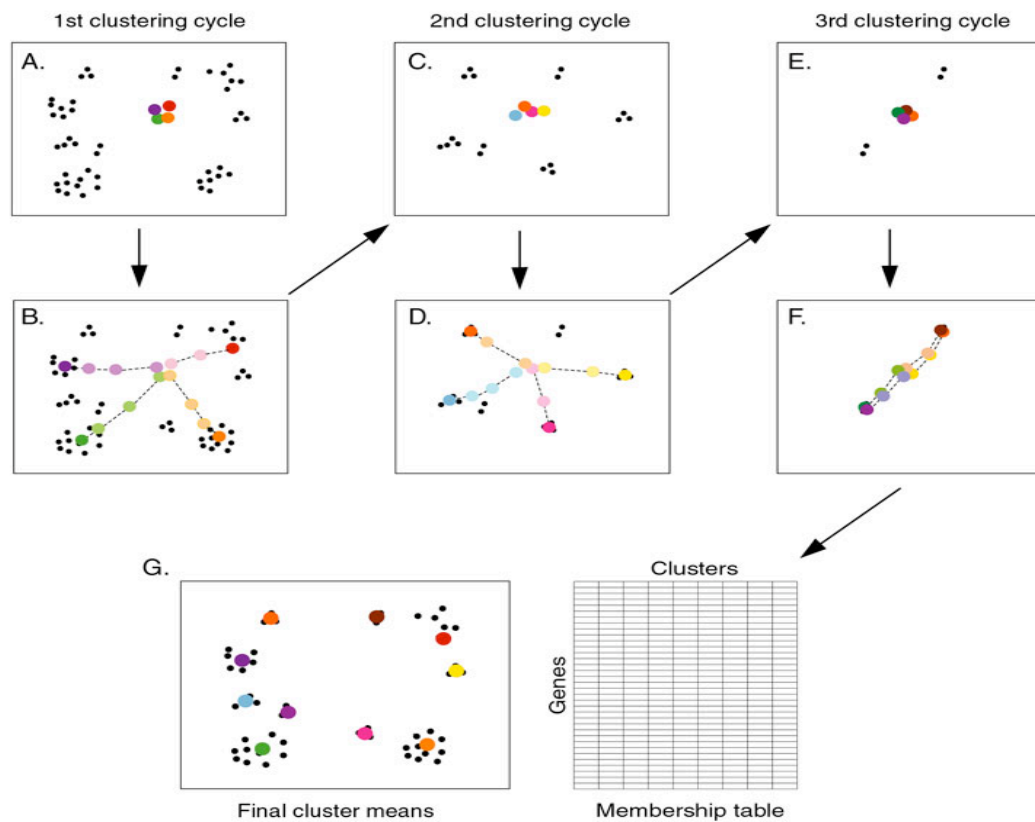 1st clustering cycle
2nd clustering cycle
3rd clustering cycle
A.
C.
E.
B.
D.
F.
G.
Clusters
Genes
Final cluster means
Membership table